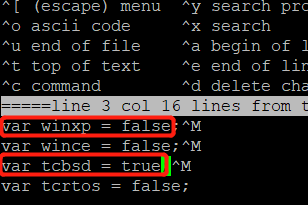 ^[ (escape) menu ^y search pro
^o ascii code ^x search
^u end of file ^a begin of l
^t top of text ^e end of lin
^c command ^d delete cha
=====line 3 col 16 lines from t
var winxp = false;^M
var wince = false;^M
var tcbsd = true;^M
var tcrtos = false;